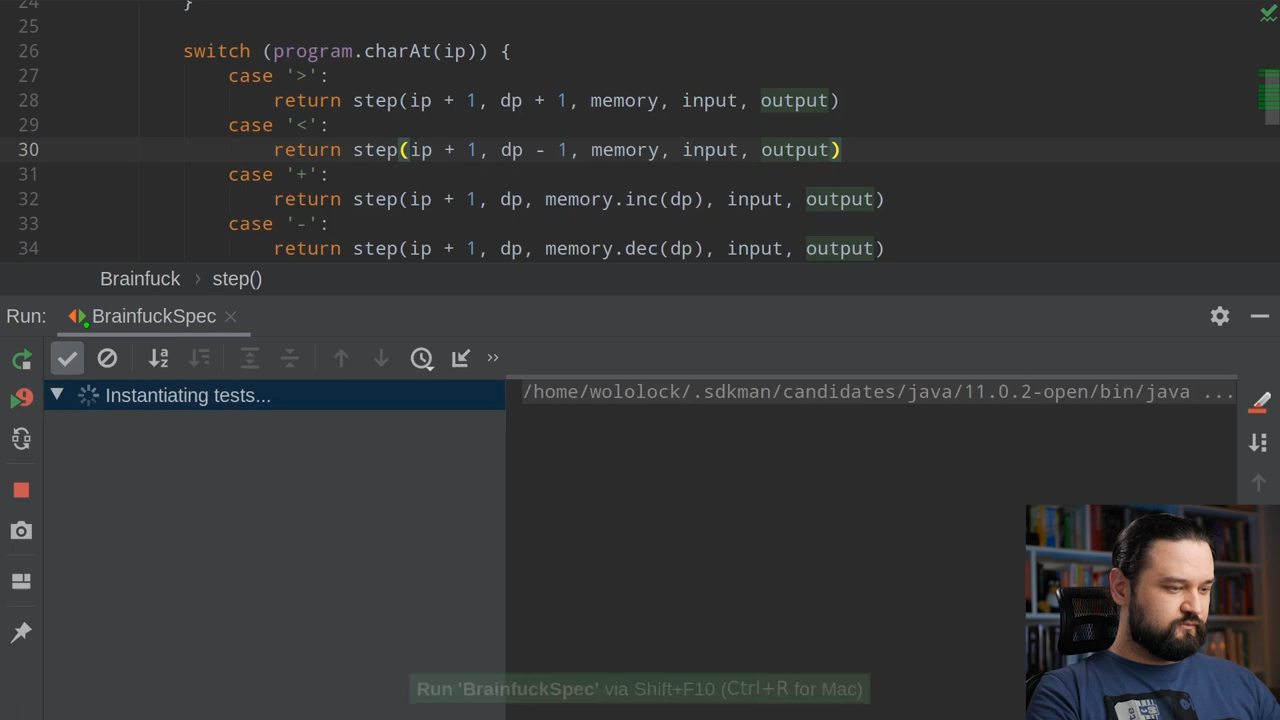 24 }
25
26 switch (program.charAt(ip)) {
27 case '>':
28 return step(ip + 1, dp + 1, memory, input, output)
29 case '<':
30 return step(ip + 1, dp - 1, memory, input, output)
31 case '+':
32 return step(ip + 1, dp, memory.inc(dp), input, output)
33 case '-':
34 return step(ip + 1, dp, memory.dec(dp), input, output)
Brainfuck › step()
Run: BrainfuckSpec
Instantiating tests...
/home/wololock/.sdkman/candidates/java/11.0.2-open/bin/java ...
Run 'BrainfuckSpec' via Shift+F10 (Ctrl+R for Mac)